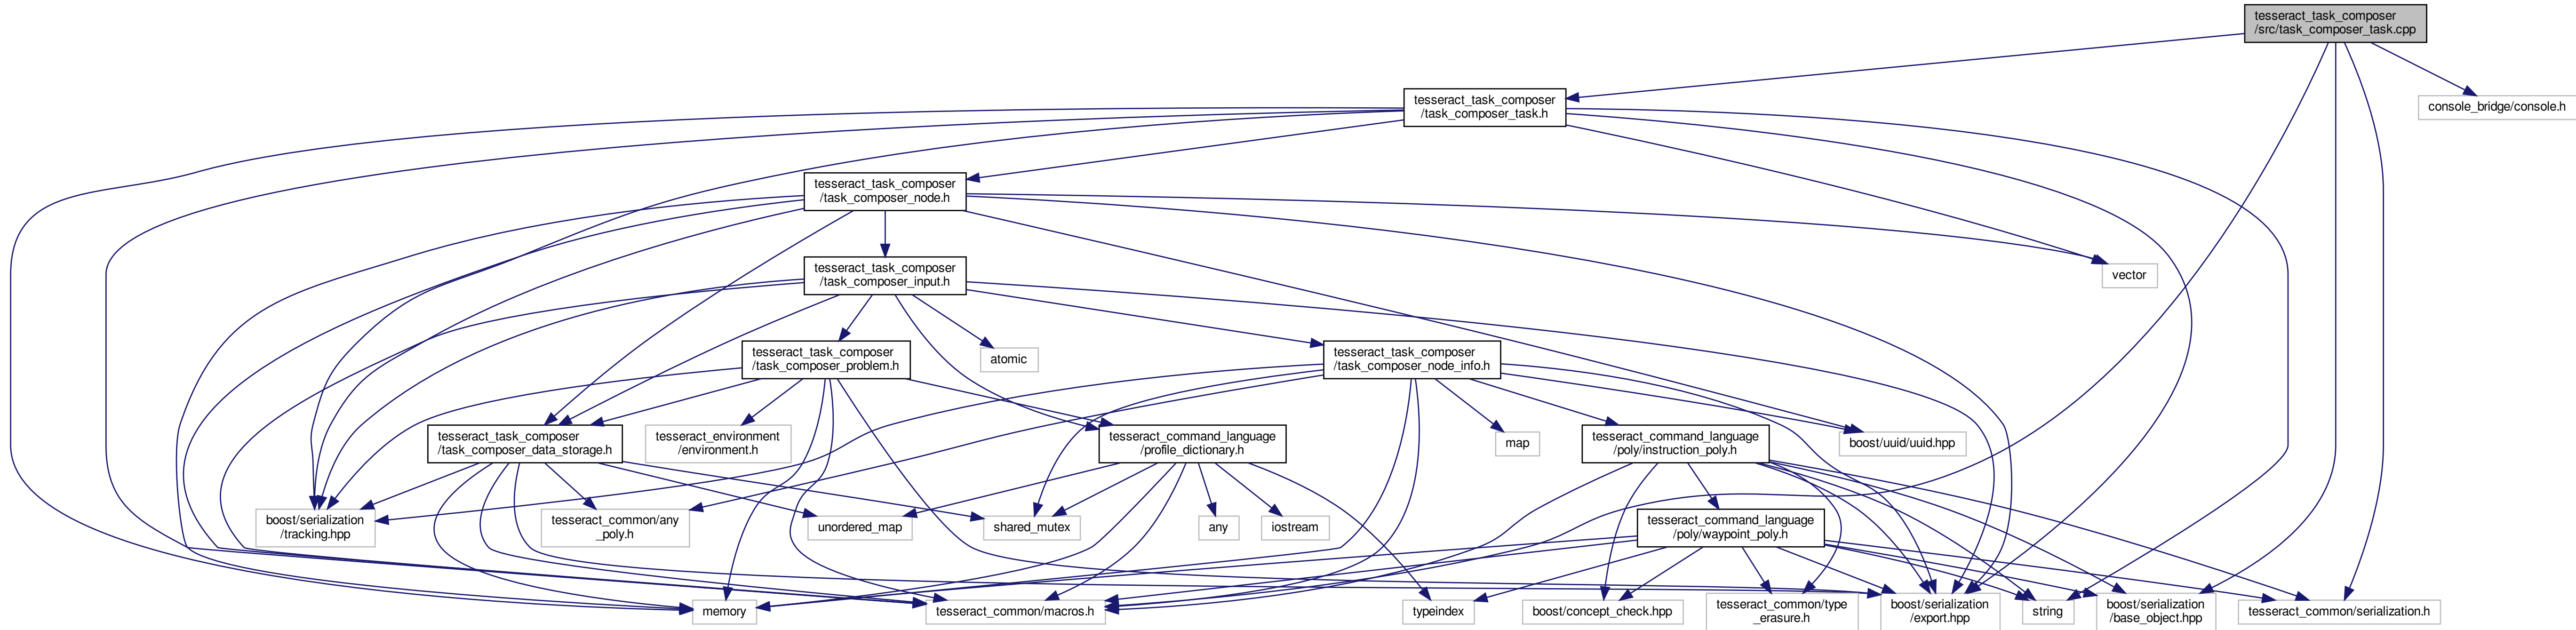 tesseract_task_composer
/src/task_composer_task.cpp
tesseract_task_composer
/task_composer_task.h
console_bridge/console.h
tesseract_task_composer
/task_composer_node.h
tesseract_task_composer
/task_composer_input.h
vector
tesseract_task_composer
/task_composer_problem.h
atomic
tesseract_task_composer
/task_composer_node_info.h
tesseract_task_composer
/task_composer_data_storage.h
tesseract_environment
/environment.h
tesseract_command_language
/profile_dictionary.h
map
tesseract_command_language
/poly/instruction_poly.h
boost/uuid/uuid.hpp
boost/serialization
/tracking.hpp
tesseract_common/any
_poly.h
unordered_map
shared_mutex
any
iostream
tesseract_command_language
/poly/waypoint_poly.h
memory
tesseract_common/macros.h
typeindex
boost/concept_check.hpp
tesseract_common/type
_erasure.h
boost/serialization
/export.hpp
string
boost/serialization
/base_object.hpp
tesseract_common/serialization.h